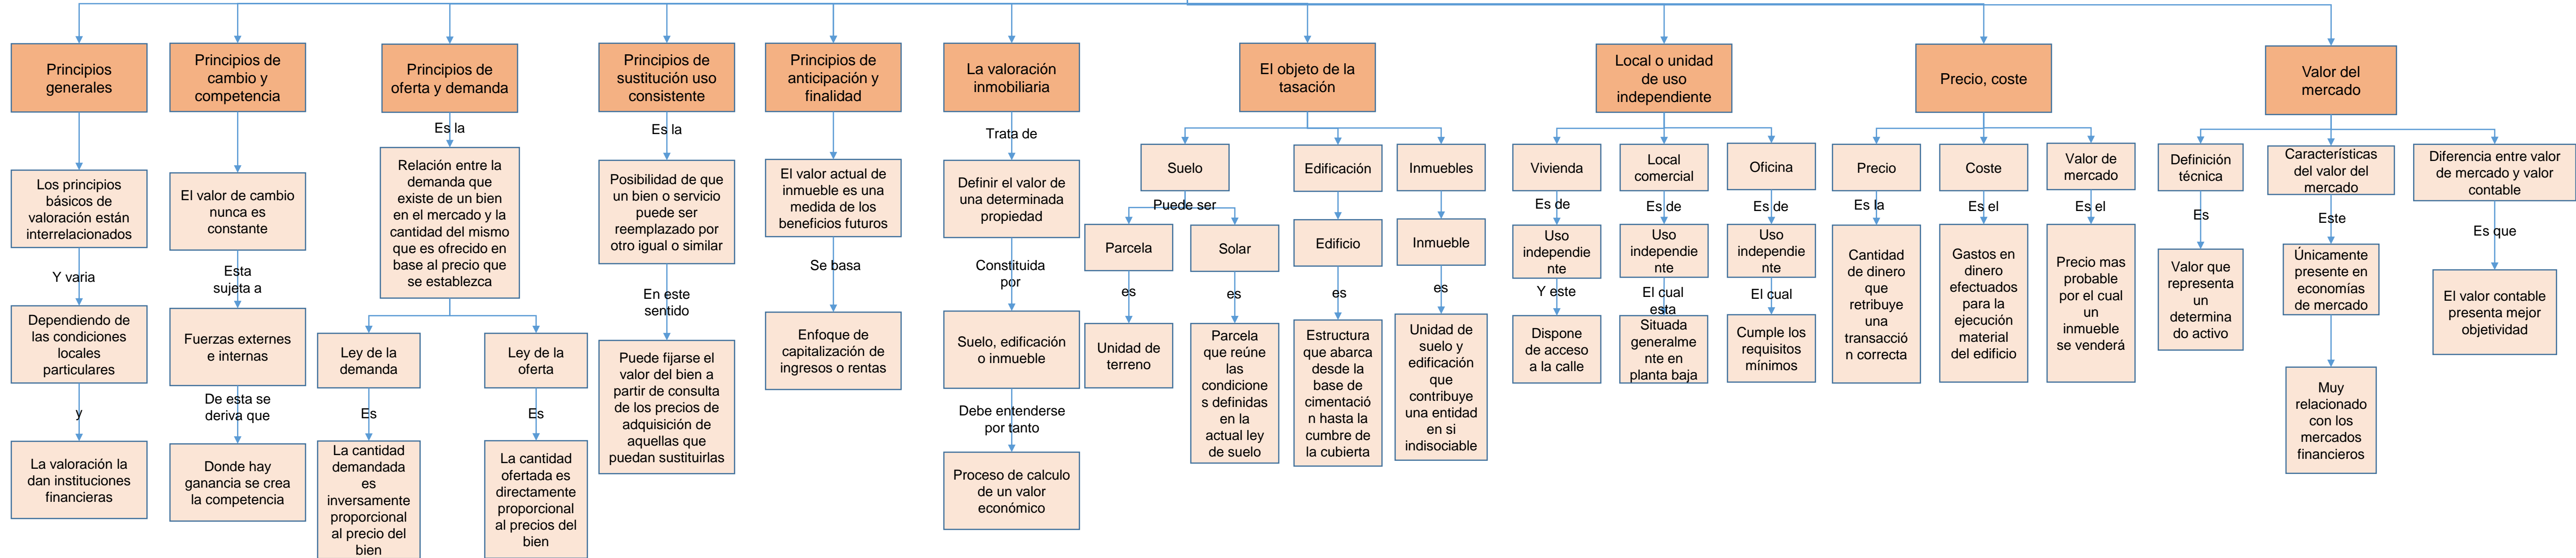 Principios
generales
Los principios
básicos de
valoración están
interrelacionados
Y varia
Dependiendo de
las condiciones
locales
particulares
y
La valoración la
dan instituciones
financieras
Principios de
cambio y
competencia
El valor de cambio
nunca es
constante
Esta
sujeta a
Fuerzas externes
e internas
De esta se
deriva que
Donde hay
ganancia se crea
la competencia
Principios de
oferta y demanda
Es la
Relación entre la
demanda que
existe de un bien
en el mercado y la
cantidad del mismo
que es ofrecido en
base al precio que
se establezca
Ley de la
demanda
Es
La cantidad
demandada
es
inversamente
proporcional
al precio del
bien
Ley de la
oferta
Es
La cantidad
ofertada es
directamente
proporcional
al precios del
bien
Principios de
sustitución uso
consistente
Es la
Posibilidad de que
un bien o servicio
puede ser
reemplazado por
otro igual o similar
En este
sentido
Puede fijarse el
valor del bien a
partir de consulta
de los precios de
adquisición de
aquellas que
puedan sustituirlas
Principios de
anticipación y
finalidad
El valor actual de
inmueble es una
medida de los
beneficios futuros
Se basa
Enfoque de
capitalización de
ingresos o rentas
La valoración
inmobiliaria
Trata de
Definir el valor de
una determinada
propiedad
Constituida
por
Suelo, edificación
o inmueble
Debe entenderse
por tanto
Proceso de calculo
de un valor
económico
El objeto de la
tasación
Suelo
Puede ser
Parcela
es
Unidad de
terreno
Solar
es
Parcela
que reúne
las
condicione
s definidas
en la
actual ley
de suelo
Edificación
Edificio
es
Estructura
que abarca
desde la
base de
cimentació
n hasta la
cumbre de
la cubierta
Inmuebles
Inmueble
es
Unidad de
suelo y
edificación
que
contribuye
una entidad
en si
indisociable
Local o unidad
de uso
independiente
Vivienda
Es de
Uso
independie
nte
Y este
Dispone
de acceso
a la calle
Local
comercial
Es de
Uso
independie
nte
El cual
esta
Situada
generalme
nte en
planta baja
Oficina
Es de
Uso
independie
nte
El cual
Cumple los
requisitos
mínimos
Precio, coste
Precio
Es la
Cantidad
de dinero
que
retribuye
una
transacció
n correcta
Coste
Es el
Gastos en
dinero
efectuados
para la
ejecución
material
del edificio
Valor de
mercado
Es el
Precio mas
probable
por el cual
un
inmueble
se venderá
Valor del
mercado
Definición
técnica
Es
Valor que
representa
un
determina
do activo
Características
del valor del
mercado
Este
Únicamente
presente en
economías
de mercado
Muy
relacionado
con los
mercados
financieros
Diferencia entre valor
de mercado y valor
contable
Es que
El valor contable
presenta mejor
objetividad